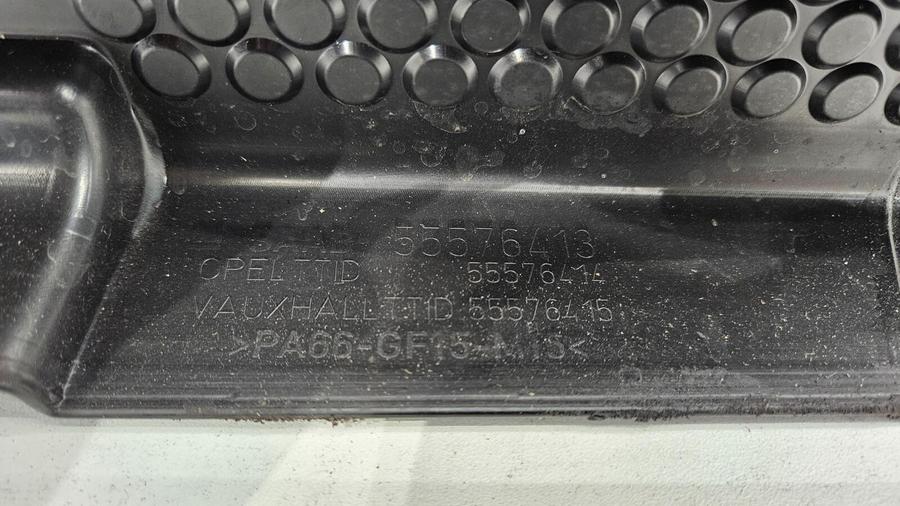 55576413
OPEL TTID 55576414
VAUXHALL TTID 55576415
>PA66-GF15-M15<